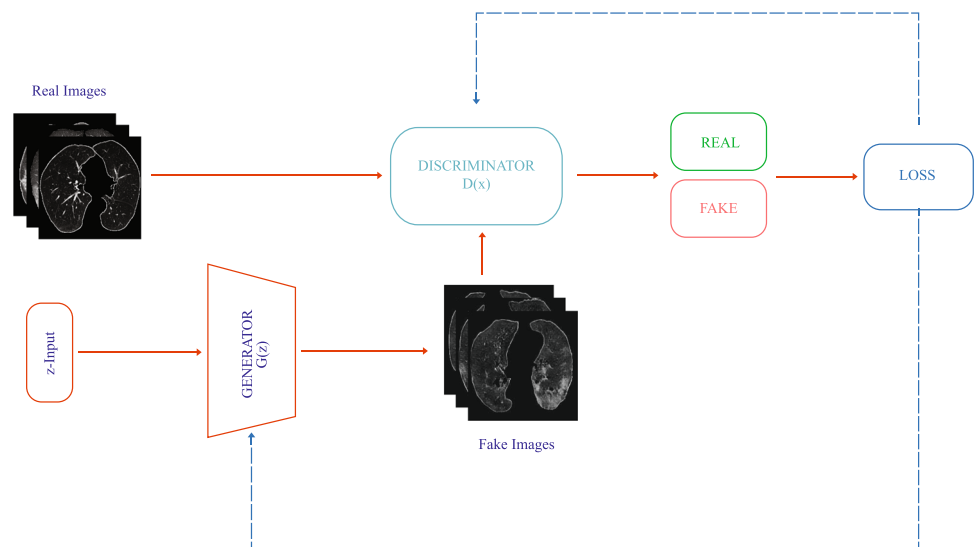 Real Images
DISCRIMINATOR
D(x)
REAL
FAKE
LOSS
z-Input
GENERATOR
G(z)
Fake Images